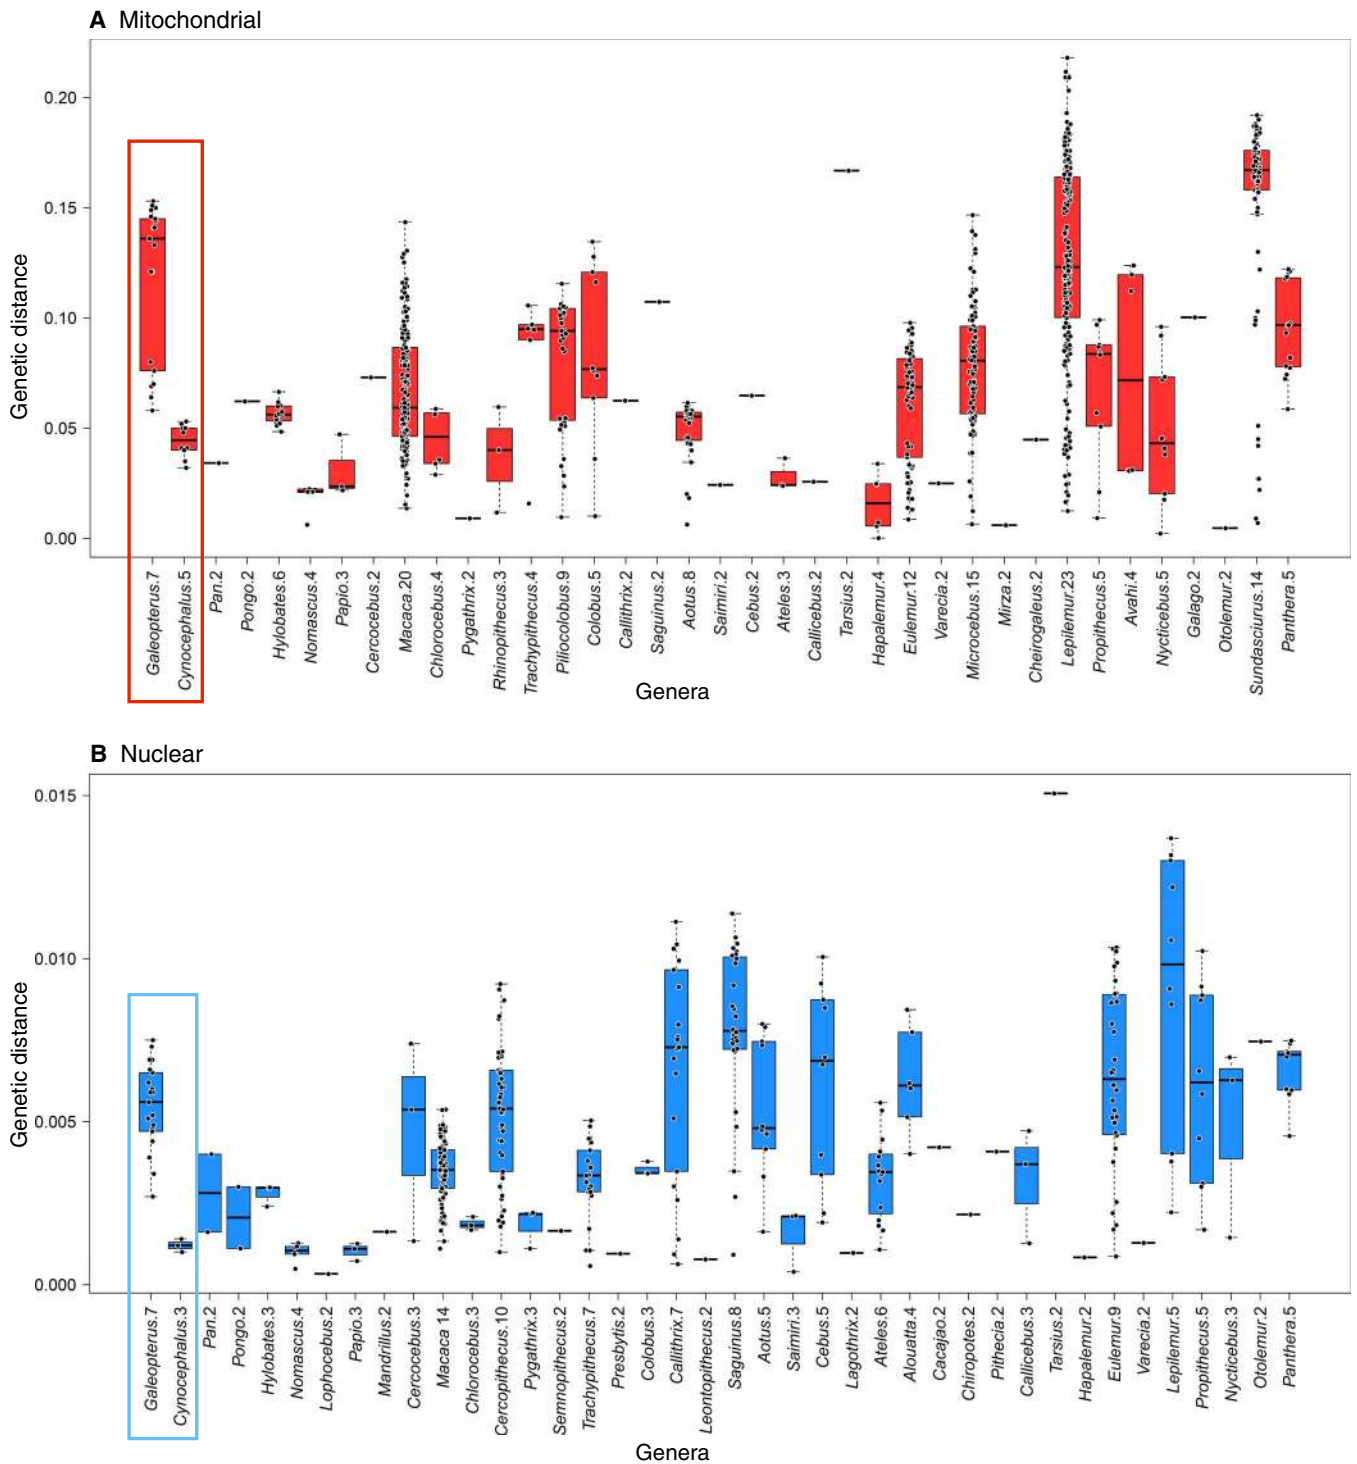 A Mitochondrial
Genetic distance
0.20
0.15
0.10
0.05
0.00
Galeopterus.7
Cynocephalus.5
Pan.2
Pongo.2
Hylobates.6
Nomascus.4
Papio.3
Cercocebus.2
Macaca.20
Chlorocebus.4
Pygathrix.2
Rhinopithecus.3
Trachypithecus.4
Piliocolobus.9
Colobus.5
Callithrix.2
Saguinus.2
Aotus.8
Saimiri.2
Cebus.2
Ateles.3
Callicebus.2
Tarsius.2
Hapalemur.4
Eulemur.12
Varecia.2
Microcebus.15
Mirza.2
Cheirogaleus.2
Lepilemur.23
Propithecus.5
Avahi.4
Nycticebus.5
Galago.2
Otolemur.2
Sundasciurus.14
Panthera.5
Genera
B Nuclear
Genetic distance
0.015
0.010
0.005
0.000
Galeopterus.7
Cynocephalus.3
Pan.2
Pongo.2
Hylobates.3
Nomascus.4
Lophocebus.2
Papio.3
Mandrillus.2
Cercocebus.3
Macaca 14
Chlorocebus.3
Cercopithecus.10
Pygathrix.3
Semnopithecus.2
Trachypithecus.7
Presbytis.2
Colobus.3
Callithrix.7
Leontopithecus.2
Saguinus.8
Aotus.5
Saimiri.3
Cebus.5
Lagothrix.2
Ateles.6
Alouatta.4
Cacajao.2
Chiropotes.2
Pithecia.2
Callicebus.3
Tarsius.2
Hapalemur.2
Eulemur.9
Varecia.2
Lepilemur.5
Propithecus.5
Nycticebus.3
Otolemur.2
Panthera.5
Genera